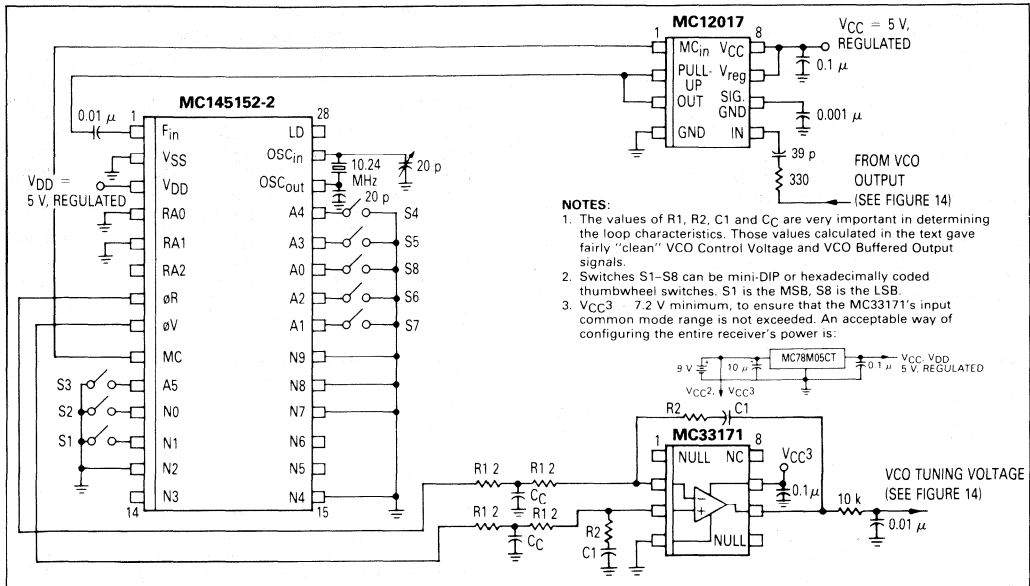 MC12017
1
8
MCin VCC
PULL-UP
Vreg
OUT
SIG. GND
GND
IN
VCC = 5 V,
REGULATED
0.1 μ
0.001 μ
39 p
330
FROM VCO
OUTPUT
(SEE FIGURE 14)
MC145152-2
0.01 μ
1
28
Fin
VSS
VDD
RA0
RA1
RA2
øR
øV
MC
A5
N0
N1
N2
N3
14
VDD =
5 V, REGULATED
S3
S2
S1
LD
OSCin
OSCout
A4
A3
A0
A2
A1
N9
N8
N7
N6
N5
N4
15
10.24
MHz
20 p
20 p
S4
S5
S8
S6
S7
NOTES:
1. The values of R1, R2, C1 and CC are very important in determining
the loop characteristics. Those values calculated in the text gave
fairly "clean" VCO Control Voltage and VCO Buffered Output
signals.
2. Switches S1–S8 can be mini-DIP or hexadecimally coded
thumbwheel switches. S1 is the MSB, S8 is the LSB.
3. VCC3 7.2 V minimum, to ensure that the MC33171's input
common mode range is not exceeded. An acceptable way of
configuring the entire receiver's power is:
9 V
10 μ
MC78M05CT
0.1 μ
VCC, VDD
5 V, REGULATED
VCC2, VCC3
R2
C1
MC33171
1
8
NULL
NC
NULL
VCC3
0.1 μ
R1 2
R1 2
CC
R1 2
R1 2
CC
R2
C1
VCO TUNING VOLTAGE
(SEE FIGURE 14)
10 k
0.01 μ